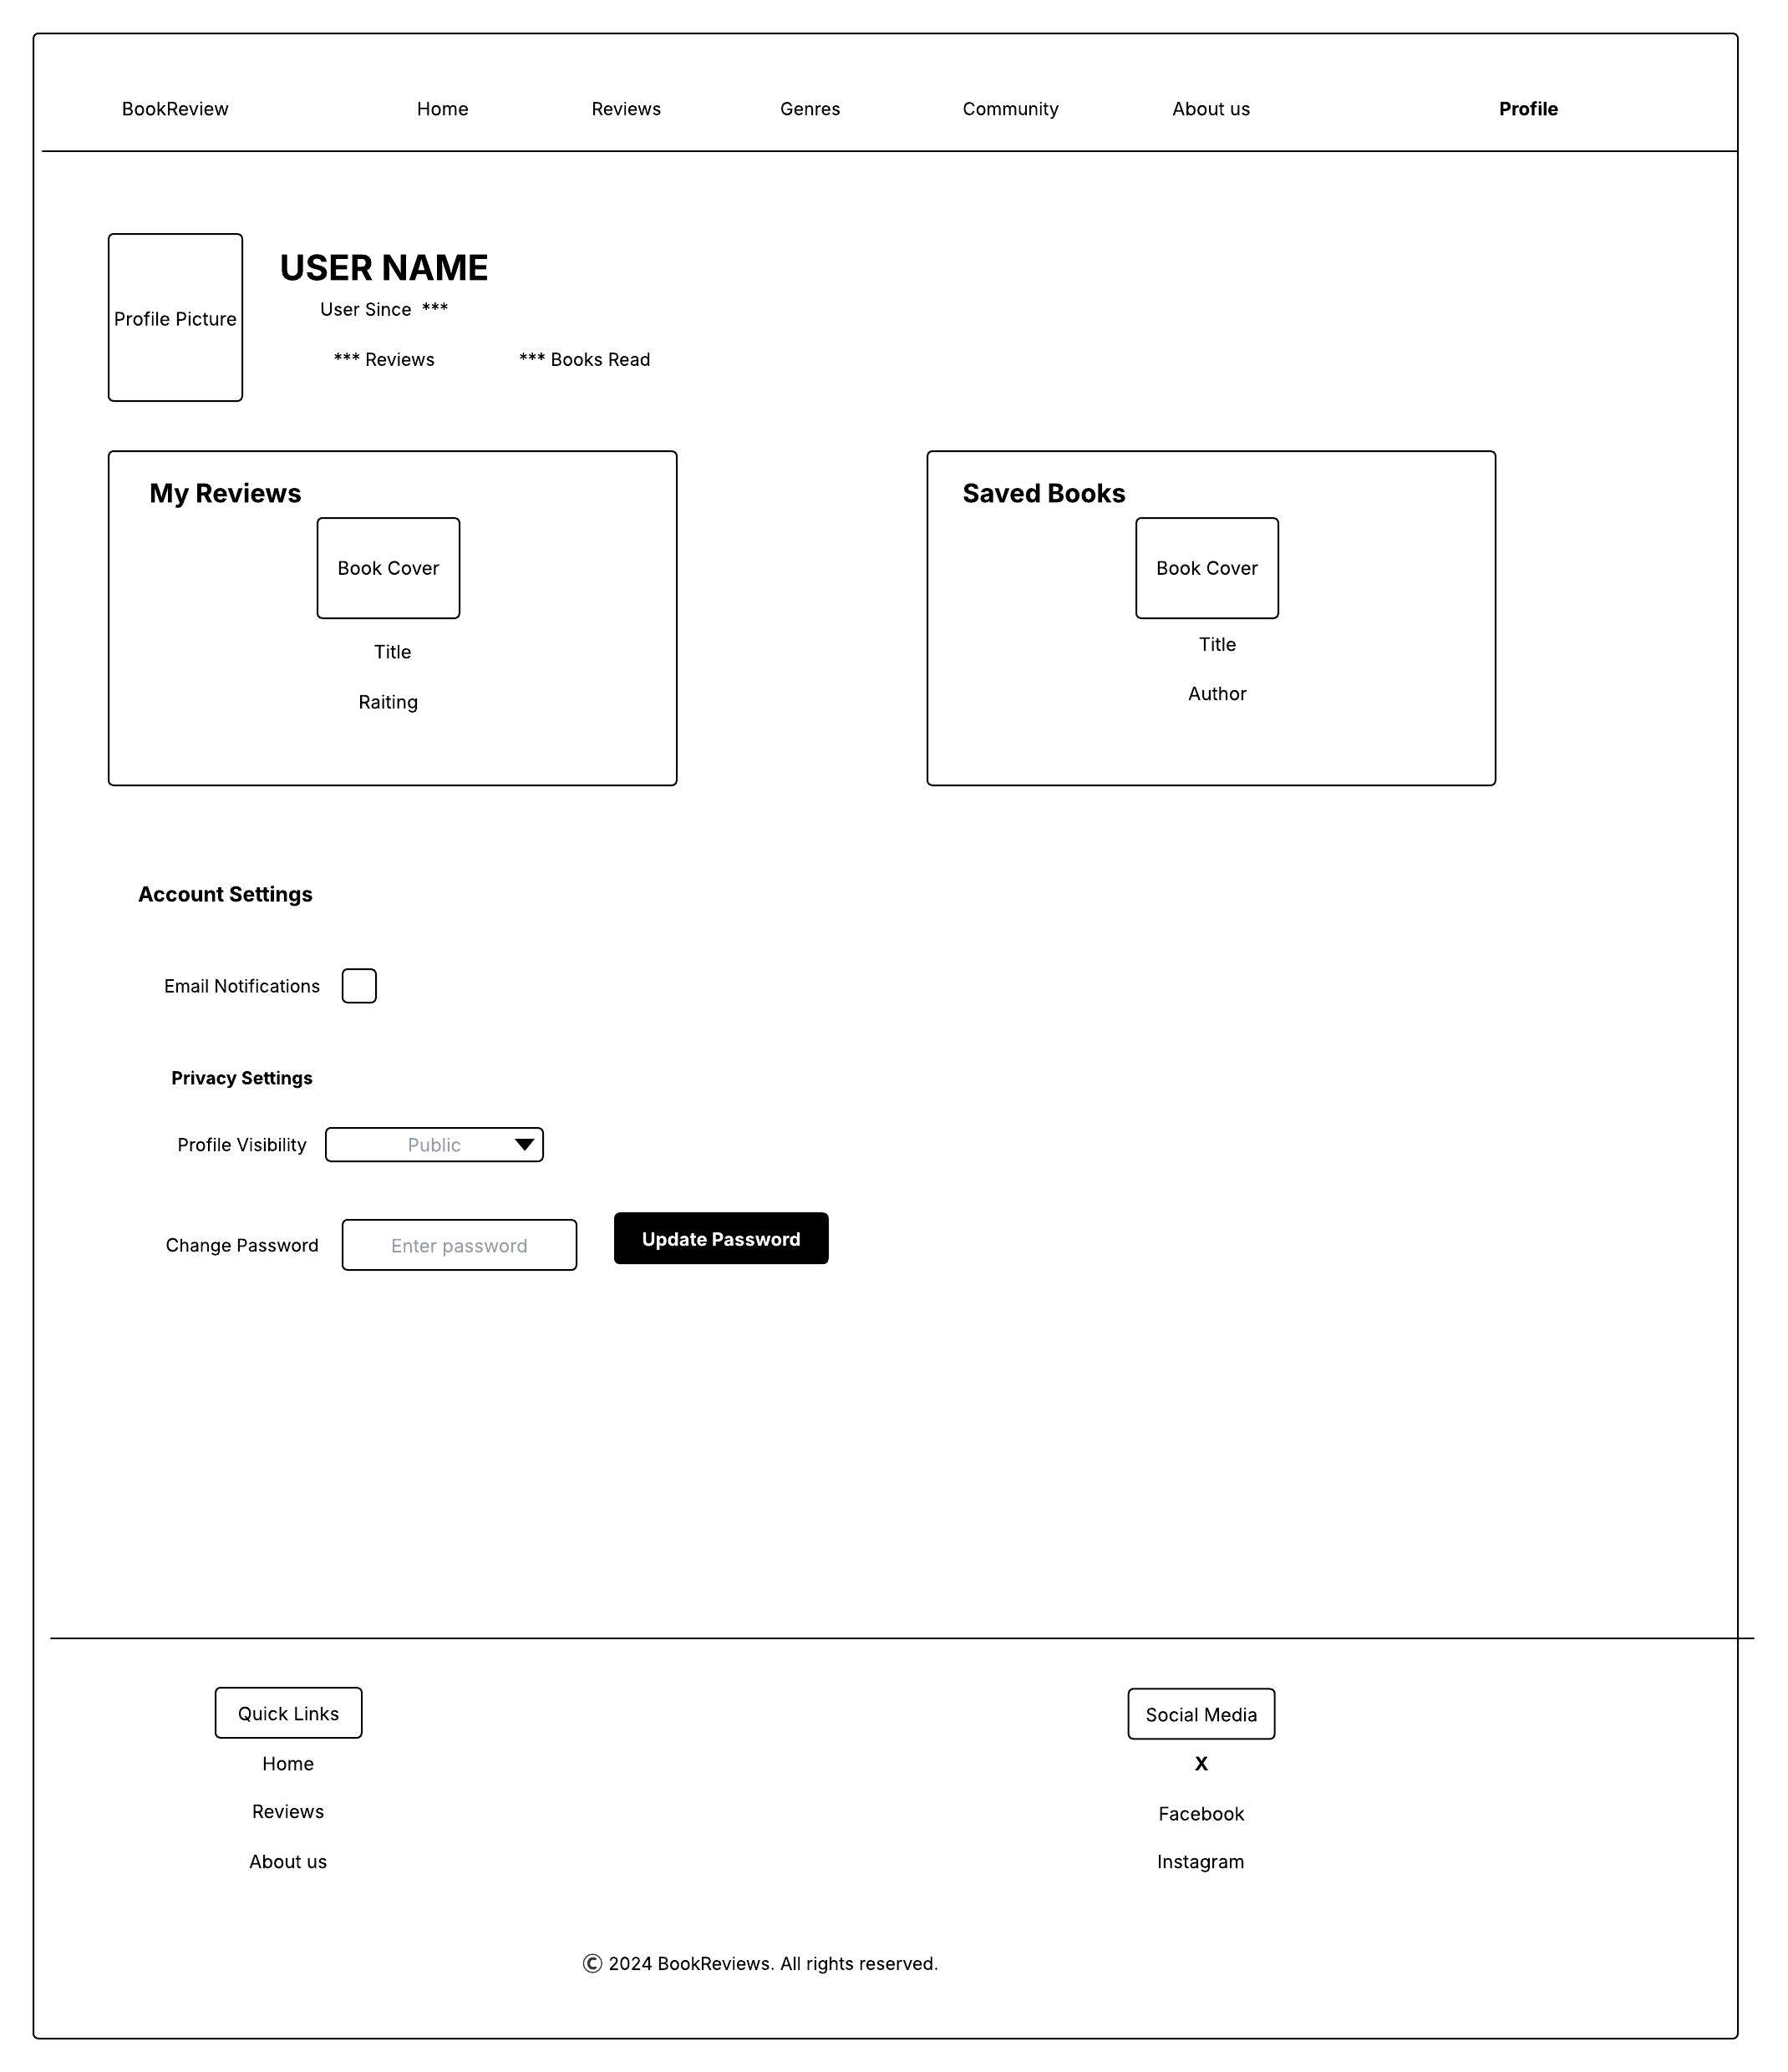 BookReview Home Reviews Genres Community About us Profile
Profile Picture
USER NAME
User Since ***
*** Reviews *** Books Read
My Reviews
Book Cover
Title
Raiting
Saved Books
Book Cover
Title
Author
Account Settings
Email Notifications
Privacy Settings
Profile Visibility Public
Change Password Enter password Update Password
Quick Links
Home
Reviews
About us
Social Media
X
Facebook
Instagram
© 2024 BookReviews. All rights reserved.